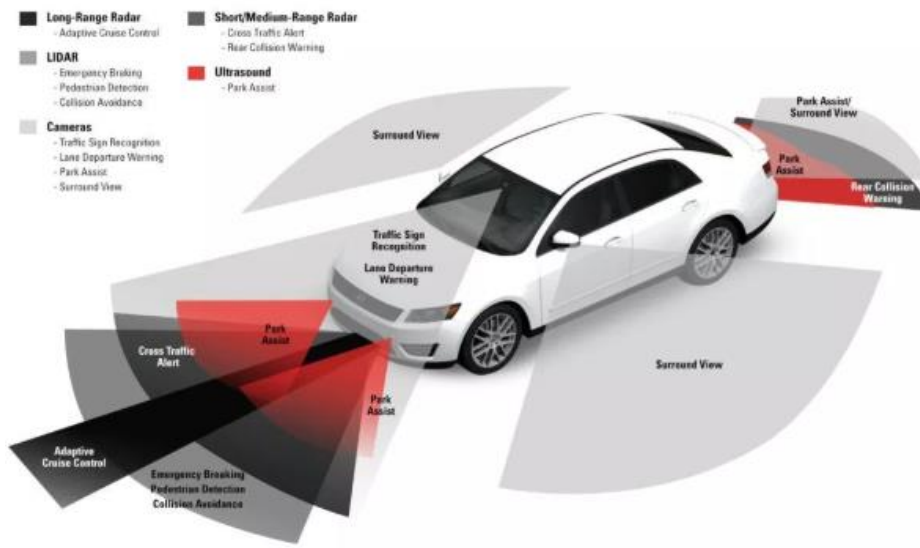 Long-Range Radar
- Adaptive Cruise Control
LIDAR
- Emergency Braking
- Pedestrian Detection
- Collision Avoidance
Cameras
- Traffic Sign Recognition
- Lane Departure Warning
- Park Assist
- Surround View
Short/Medium-Range Radar
- Cross Traffic Alert
- Rear Collision Warning
Ultrasound
- Park Assist
Surround View
Park Assist/
Surround View
Park
Assist
Rear Collision
Warning
Traffic Sign
Recognition
Lane Departure
Warning
Park
Assist
Cross Traffic
Alert
Surround View
Park
Assist
Adaptive
Cruise Control
Emergency Breaking
Pedestrian Detection
Collision Avoidance